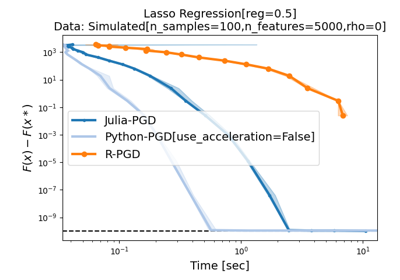 Lasso Regression[reg=0.5]
Data: Simulated[n_samples=100,n_features=5000,rho=0]
10³
10¹
10⁻¹
10⁻³
10⁻⁵
10⁻⁷
10⁻⁹
F(x) − F(x*)
Julia-PGD
Python-PGD[use_acceleration=False]
R-PGD
10⁻¹
10⁰
10¹
Time [sec]